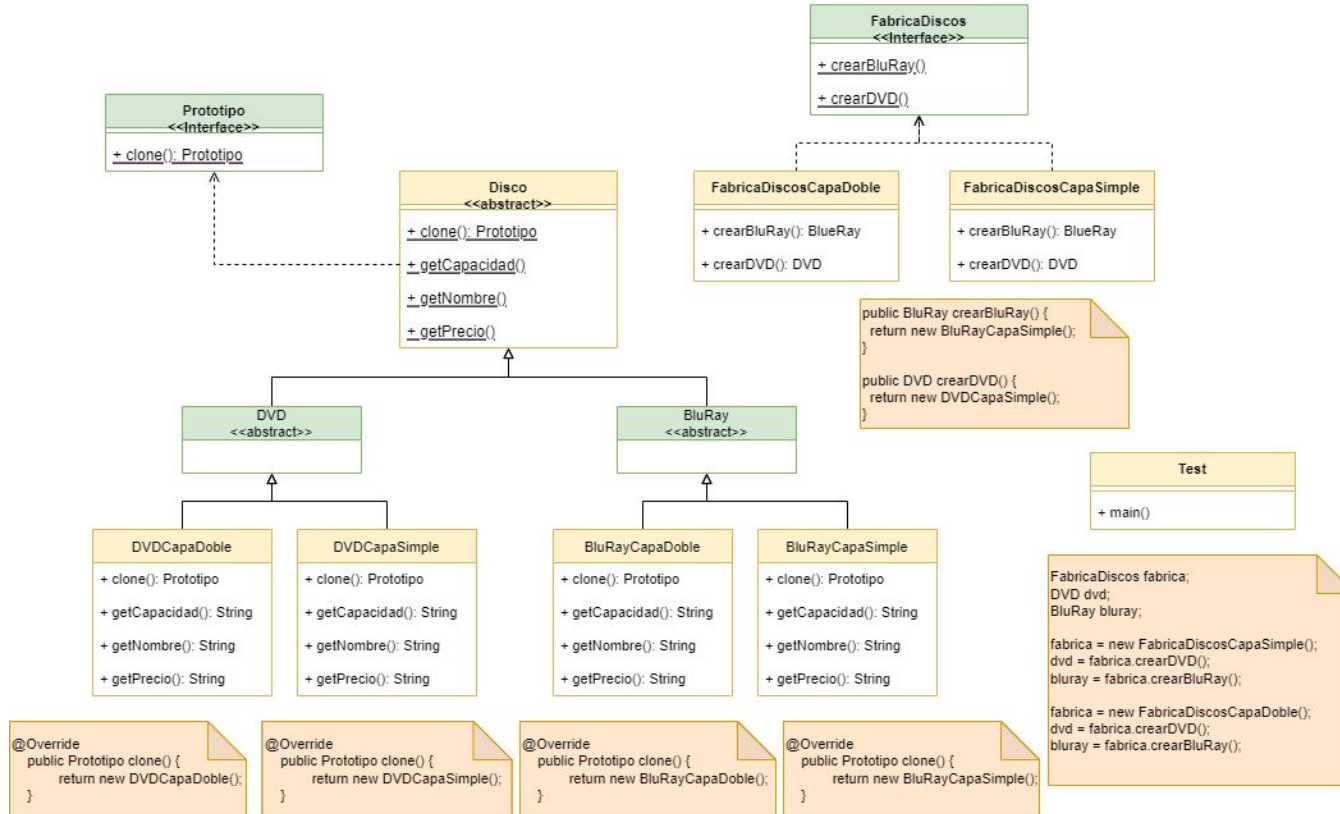 FabricaDiscos
<<Interface>>
+ crearBluRay()
+ crearDVD()
Prototipo
<<Interface>>
+ clone(): Prototipo
Disco
<<abstract>>
+ clone(): Prototipo
+ getCapacidad()
+ getNombre()
+ getPrecio()
FabricaDiscosCapaDoble
+ crearBluRay(): BlueRay
+ crearDVD(): DVD
FabricaDiscosCapaSimple
+ crearBluRay(): BlueRay
+ crearDVD(): DVD
public BluRay crearBluRay() {
return new BluRayCapaSimple();
}
public DVD crearDVD() {
return new DVDCapaSimple();
}
DVD
<<abstract>>
BluRay
<<abstract>>
Test
+ main()
DVDCapaDoble
+ clone(): Prototipo
+ getCapacidad(): String
+ getNombre(): String
+ getPrecio(): String
DVDCapaSimple
+ clone(): Prototipo
+ getCapacidad(): String
+ getNombre(): String
+ getPrecio(): String
BluRayCapaDoble
+ clone(): Prototipo
+ getCapacidad(): String
+ getNombre(): String
+ getPrecio(): String
BluRayCapaSimple
+ clone(): Prototipo
+ getCapacidad(): String
+ getNombre(): String
+ getPrecio(): String
FabricaDiscos fabrica;
DVD dvd;
BluRay bluray;
fabrica = new FabricaDiscosCapaSimple();
dvd = fabrica.crearDVD();
bluray = fabrica.crearBluRay();
fabrica = new FabricaDiscosCapaDoble();
dvd = fabrica.crearDVD();
bluray = fabrica.crearBluRay();
@Override
public Prototipo clone() {
return new DVDCapaDoble();
}
@Override
public Prototipo clone() {
return new DVDCapaSimple();
}
@Override
public Prototipo clone() {
return new BluRayCapaDoble();
}
@Override
public Prototipo clone() {
return new BluRayCapaSimple();
}